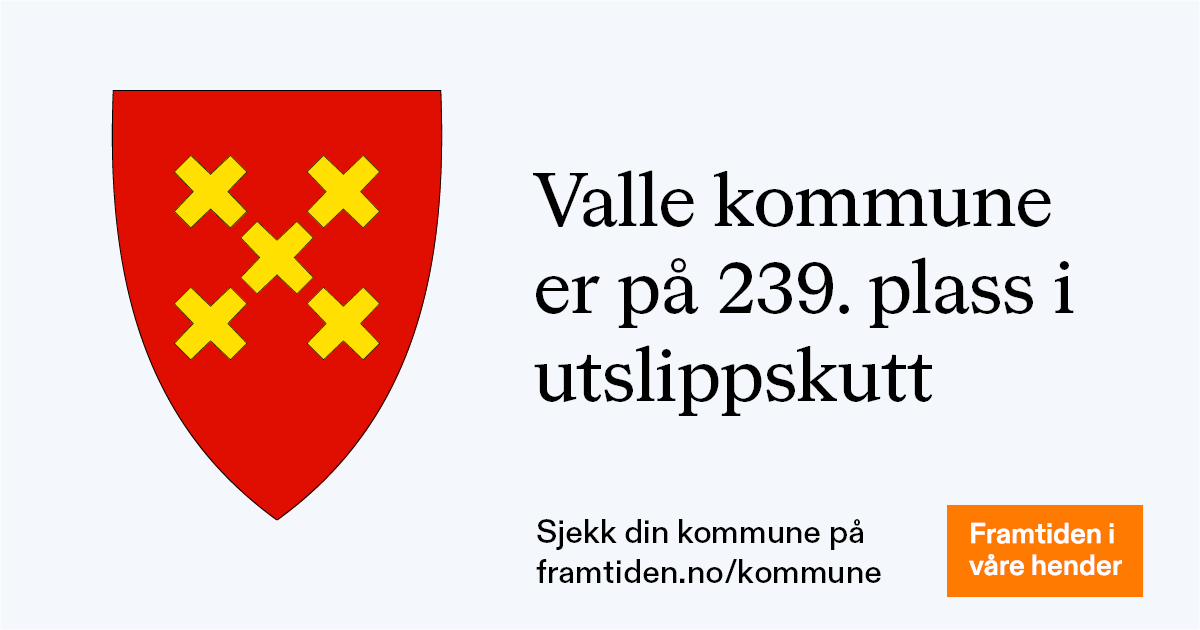 Valle kommune
er på 239. plass i
utslippskutt
Sjekk din kommune på
framtiden.no/kommune
Framtiden i
våre hender